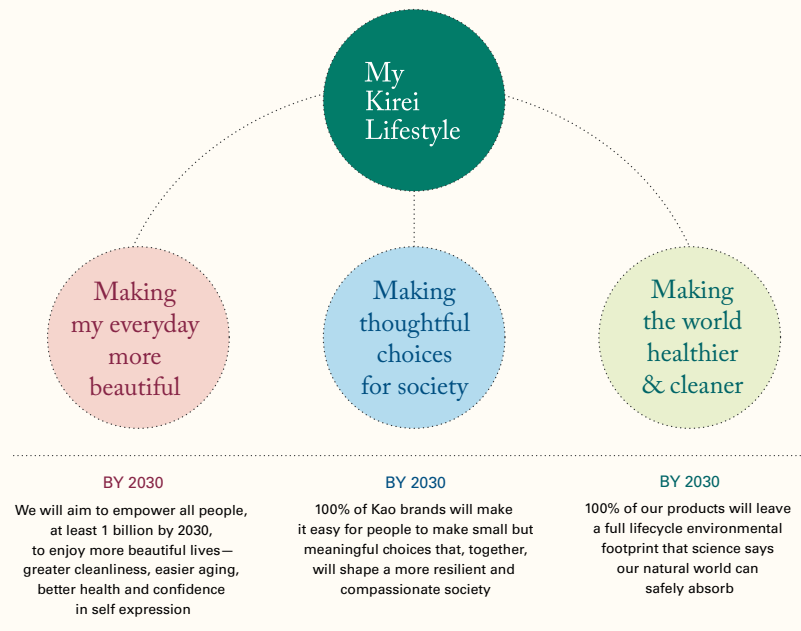 My
Kirei
Lifestyle
Making
my everyday
more
beautiful
Making
thoughtful
choices
for society
Making
the world
healthier
& cleaner
BY 2030
We will aim to empower all people,
at least 1 billion by 2030,
to enjoy more beautiful lives—
greater cleanliness, easier aging,
better health and confidence
in self expression
BY 2030
100% of Kao brands will make
it easy for people to make small but
meaningful choices that, together,
will shape a more resilient and
compassionate society
BY 2030
100% of our products will leave
a full lifecycle environmental
footprint that science says
our natural world can
safely absorb